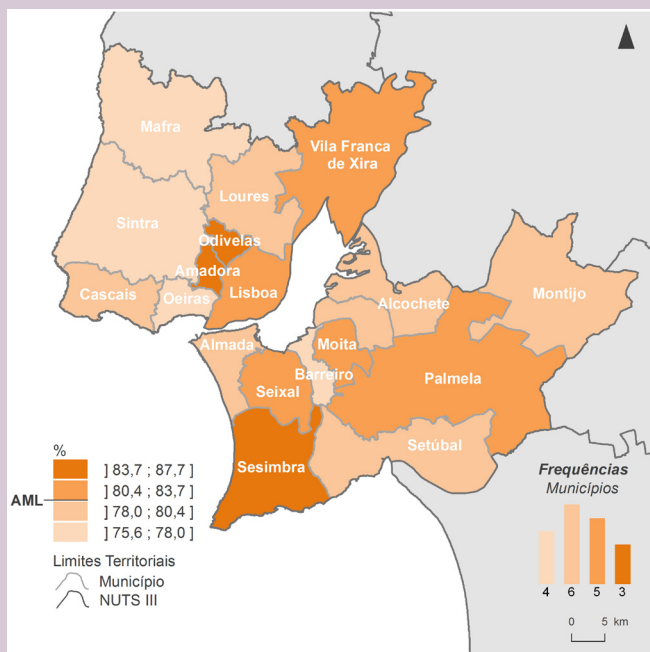 Mafra
Vila Franca
de Xira
Loures
Sintra
Odivelas
Amadora
Cascais
Oeiras
Lisboa
Alcochete
Montijo
Almada
Moita
Barreiro
Seixal
Palmela
Setúbal
Sesimbra
%
] 83,7 ; 87,7 ]
] 80,4 ; 83,7 ]
AML
] 78,0 ; 80,4 ]
] 75,6 ; 78,0 ]
Limites Territoriais
Município
NUTS III
Frequências
Municípios
4 6 5 3
0 5 km